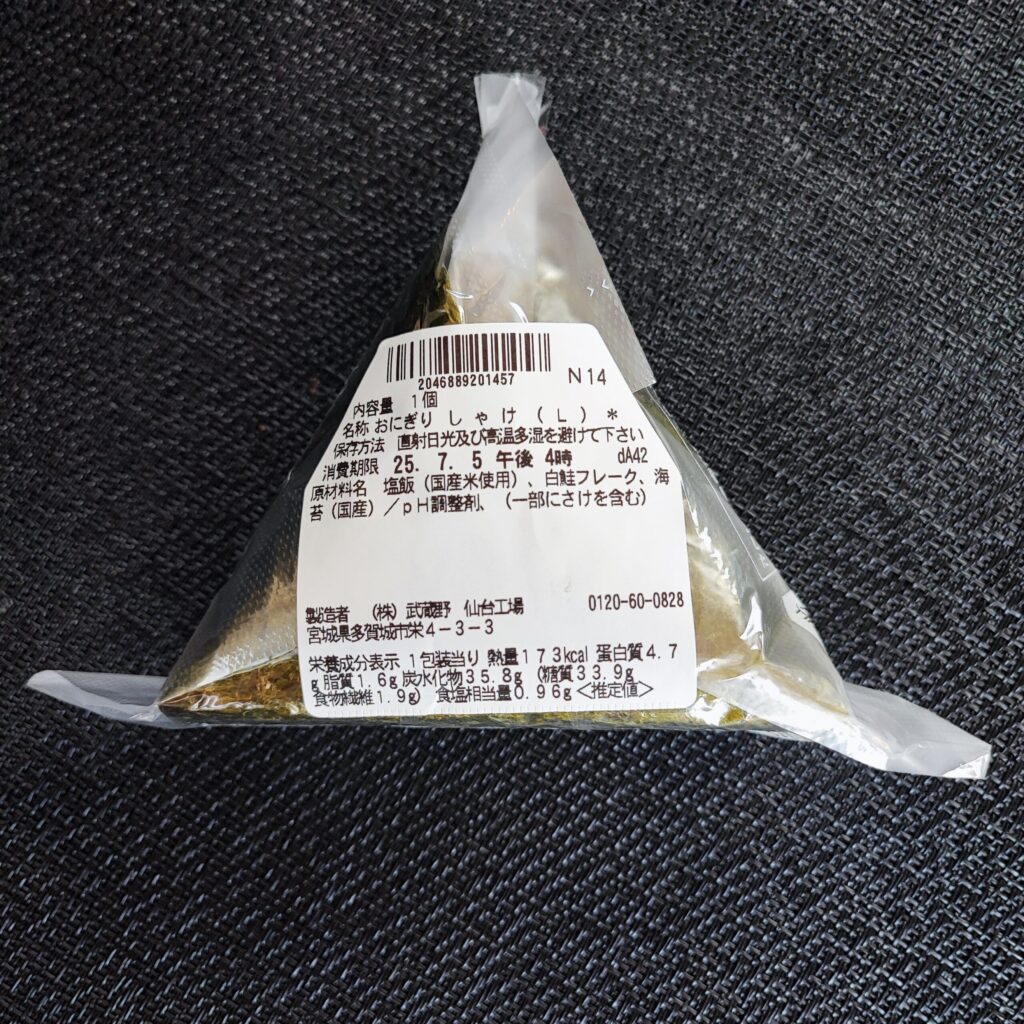 2046889201457
N14
内容量 1個
名称 おにぎり しゃけ (L) *
保存方法 直射日光及び高温多湿を避けて下さい
消費期限 25. 7. 5 午後 4時 dA42
原材料名 塩飯(国産米使用)、白鮭フレーク、海
苔(国産)/pH調整剤、(一部にさけを含む)
製造者 (株)武蔵野 仙台工場 0120-60-0828
宮城県多賀城市栄4-3-3
栄養成分表示 1包装当り 熱量173kcal 蛋白質4.7
g 脂質1.6g 炭水化物35.8g (糖質33.9g
食物繊維1.9g) 食塩相当量0.96g <推定値>